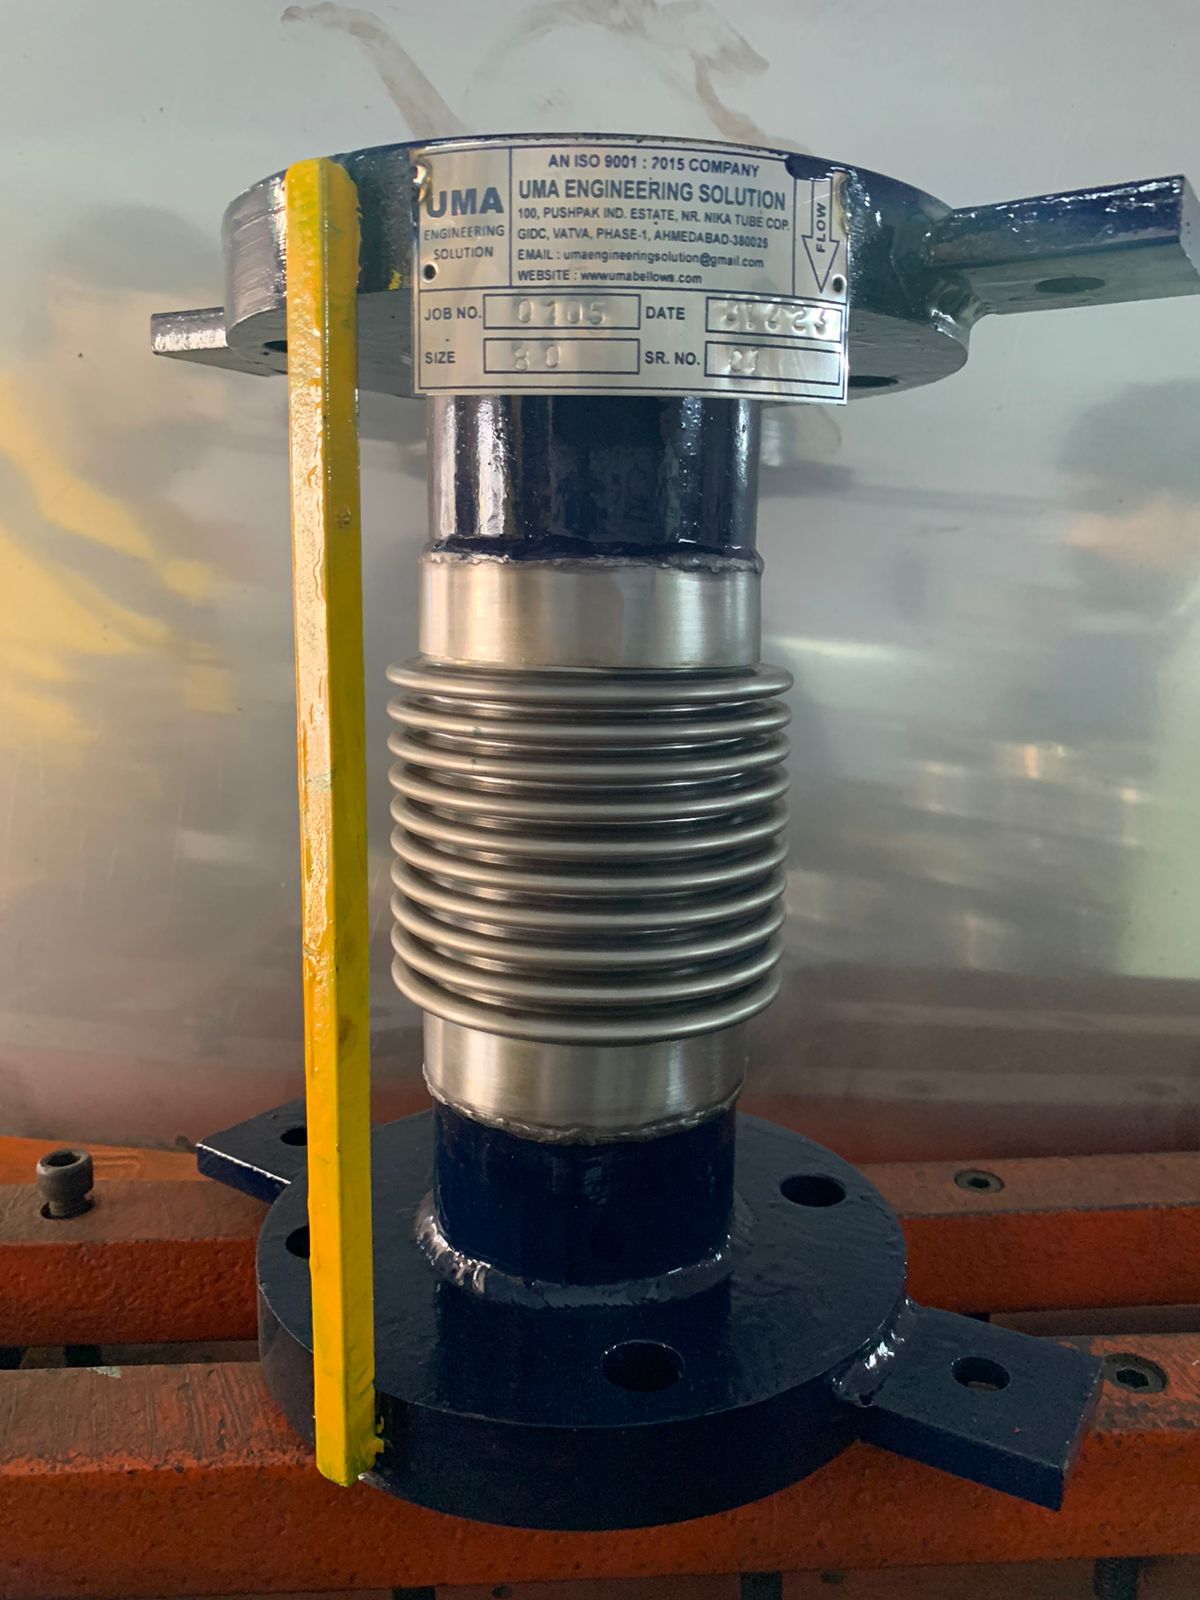 AN ISO 9001 : 2015 COMPANY
UMA
ENGINEERING
SOLUTION
UMA ENGINEERING SOLUTION
100, PUSHPAK IND. ESTATE, NR. NIKA TUBE COP.
GIDC, VATVA, PHASE-1, AHMEDABAD-380025
EMAIL : umaengineeringsolution@gmail.com
WEBSITE : www.umabellows.com
FLOW
JOB NO. 0105 DATE
SIZE 80 SR. NO. 01